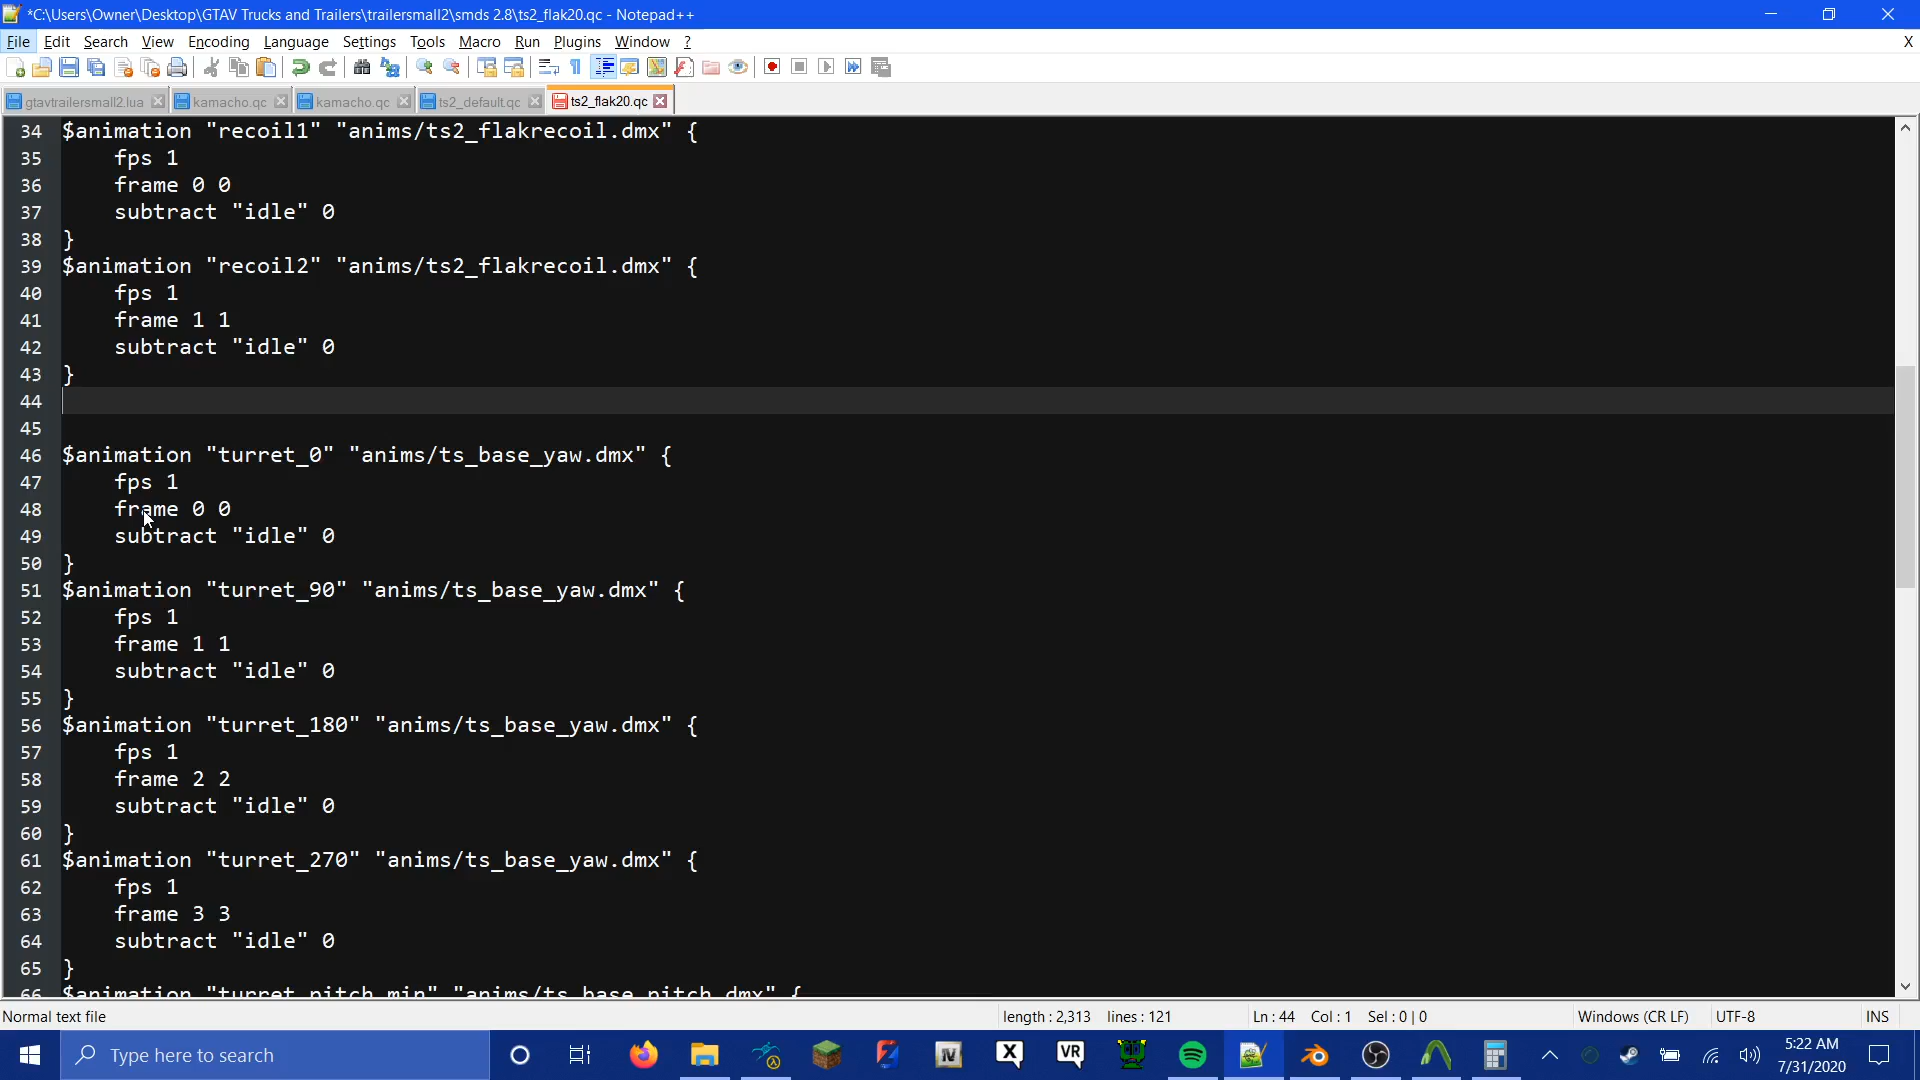 *C:\Users\Owner\Desktop\GTAV Trucks and Trailers\trailersmall2\smds 2.8\ts2_flak20.qc - Notepad++
File Edit Search View Encoding Language Settings Tools Macro Run Plugins Window ? X
gtavtrailersmall2.lua kamacho.qc kamacho.qc ts2_default.qc ts2_flak20.qc
34 $animation "recoil1" "anims/ts2_flakrecoil.dmx" {
35 fps 1
36 frame 0 0
37 subtract "idle" 0
38 }
39 $animation "recoil2" "anims/ts2_flakrecoil.dmx" {
40 fps 1
41 frame 1 1
42 subtract "idle" 0
43 }
44
45
46 $animation "turret_0" "anims/ts_base_yaw.dmx" {
47 fps 1
48 frame 0 0
49 subtract "idle" 0
50 }
51 $animation "turret_90" "anims/ts_base_yaw.dmx" {
52 fps 1
53 frame 1 1
54 subtract "idle" 0
55 }
56 $animation "turret_180" "anims/ts_base_yaw.dmx" {
57 fps 1
58 frame 2 2
59 subtract "idle" 0
60 }
61 $animation "turret_270" "anims/ts_base_yaw.dmx" {
62 fps 1
63 frame 3 3
64 subtract "idle" 0
65 }
66 $animation "turret_pitch_min" "anims/ts_base_pitch.dmx" {
Normal text file length : 2,313 lines : 121 Ln : 44 Col : 1 Sel : 0 | 0 Windows (CR LF) UTF-8 INS
Type here to search IV X VR 5:22 AM
7/31/2020